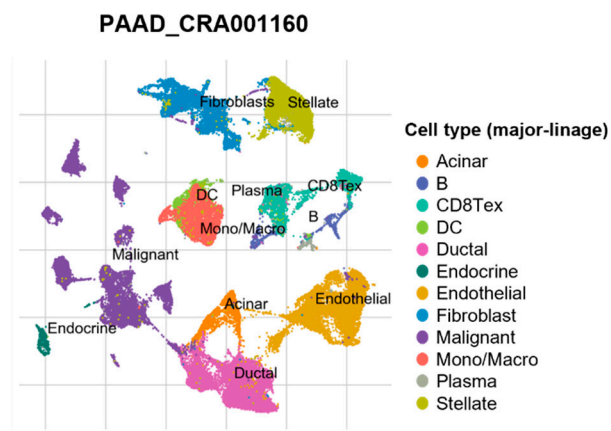 PAAD_CRA001160
Fibroblasts
Stellate
DC
Plasma
CD8Tex
Mono/Macro
B
Malignant
Endothelial
Acinar
Endocrine
Ductal
Cell type (major-linage)
Acinar
B
CD8Tex
DC
Ductal
Endocrine
Endothelial
Fibroblast
Malignant
Mono/Macro
Plasma
Stellate